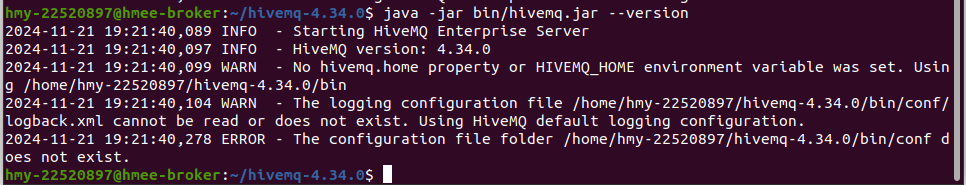 hmy-22520897@hmee-broker:~/hivemq-4.34.0$ java -jar bin/hivemq.jar --version
2024-11-21 19:21:40,089 INFO  - Starting HiveMQ Enterprise Server
2024-11-21 19:21:40,097 INFO  - HiveMQ version: 4.34.0
2024-11-21 19:21:40,099 WARN  - No hivemq.home property or HIVEMQ_HOME environment variable was set. Usin
g /home/hmy-22520897/hivemq-4.34.0/bin
2024-11-21 19:21:40,104 WARN  - The logging configuration file /home/hmy-22520897/hivemq-4.34.0/bin/conf/
logback.xml cannot be read or does not exist. Using HiveMQ default logging configuration.
2024-11-21 19:21:40,278 ERROR - The configuration file folder /home/hmy-22520897/hivemq-4.34.0/bin/conf d
oes not exist.
hmy-22520897@hmee-broker:~/hivemq-4.34.0$